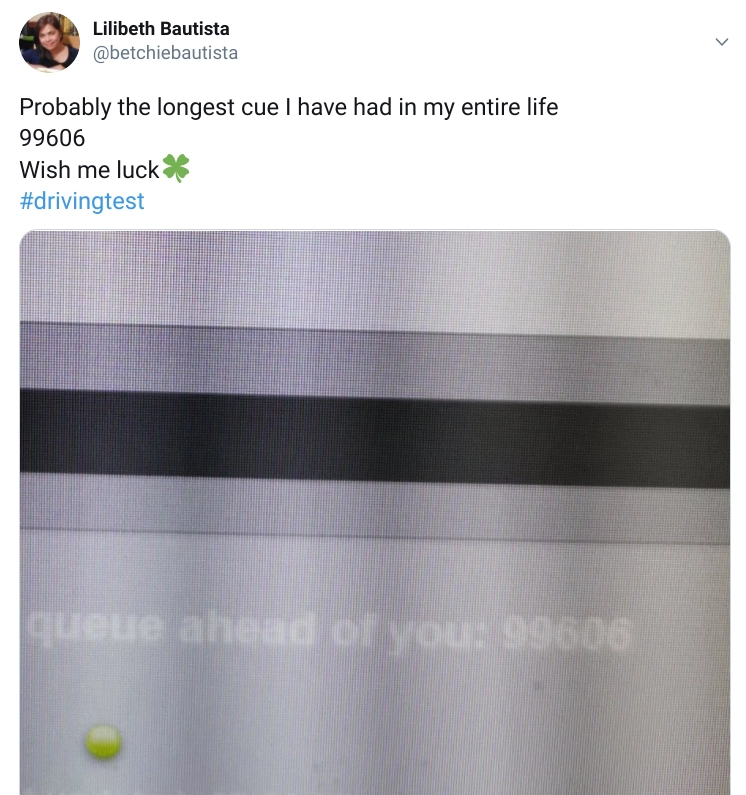 Lilibeth Bautista
@betchiebautista
Probably the longest cue I have had in my entire life
99606
Wish me luck🍀
#drivingtest
queue ahead of you: 99606